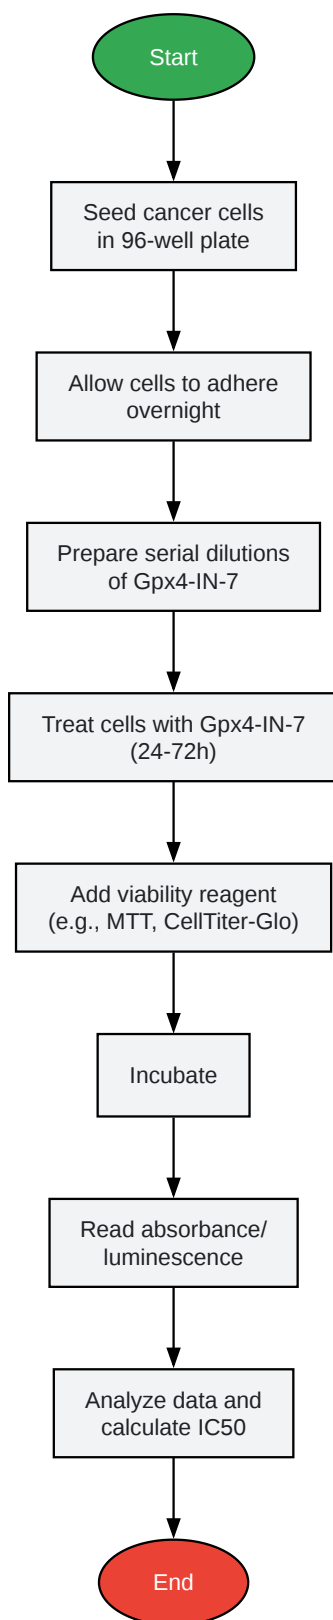 Start
Seed cancer cells
in 96-well plate
Allow cells to adhere
overnight
Prepare serial dilutions
of Gpx4-IN-7
Treat cells with Gpx4-IN-7
(24-72h)
Add viability reagent
(e.g., MTT, CellTiter-Glo)
Incubate
Read absorbance/
luminescence
Analyze data and
calculate IC50
End